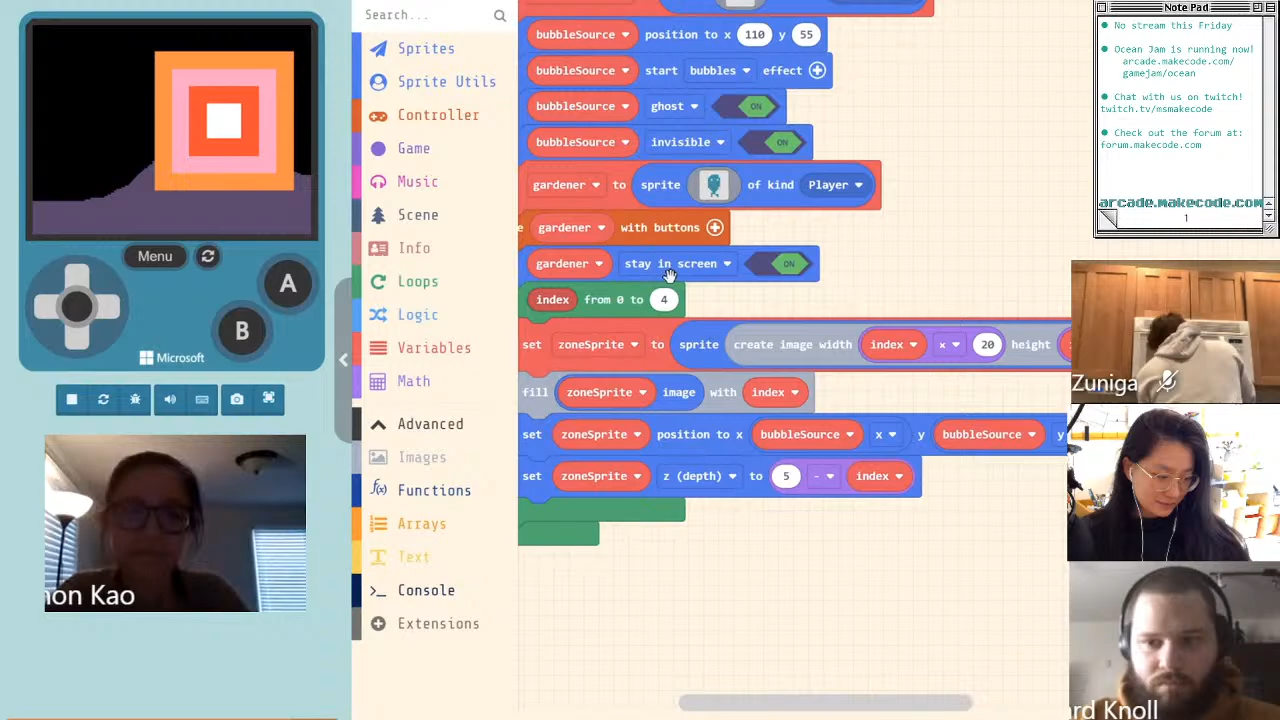 Search...
Sprites
Sprite Utils
Controller
Game
Music
Scene
Info
Loops
Logic
Variables
Math
Advanced
Images
Functions
Arrays
Text
Console
Extensions
Menu
A
B
Microsoft
non Kao
bubbleSource position to x 110 y 55
bubbleSource start bubbles effect
bubbleSource ghost ON
bubbleSource invisible ON
gardener to sprite of kind Player
e gardener with buttons
gardener stay in screen ON
index from 0 to 4
set zoneSprite to sprite create image width index x 20 height
fill zoneSprite image with index
set zoneSprite position to x bubbleSource x y bubbleSource y
set zoneSprite z (depth) to 5 - index
Note Pad
No stream this Friday
Ocean Jam is running now!
arcade.makecode.com/
gamejam/ocean
Chat with us on twitch!
twitch.tv/msmakecode
Check out the forum at:
forum.makecode.com
arcade.makecode.com
1
Zuniga
ard Knoll